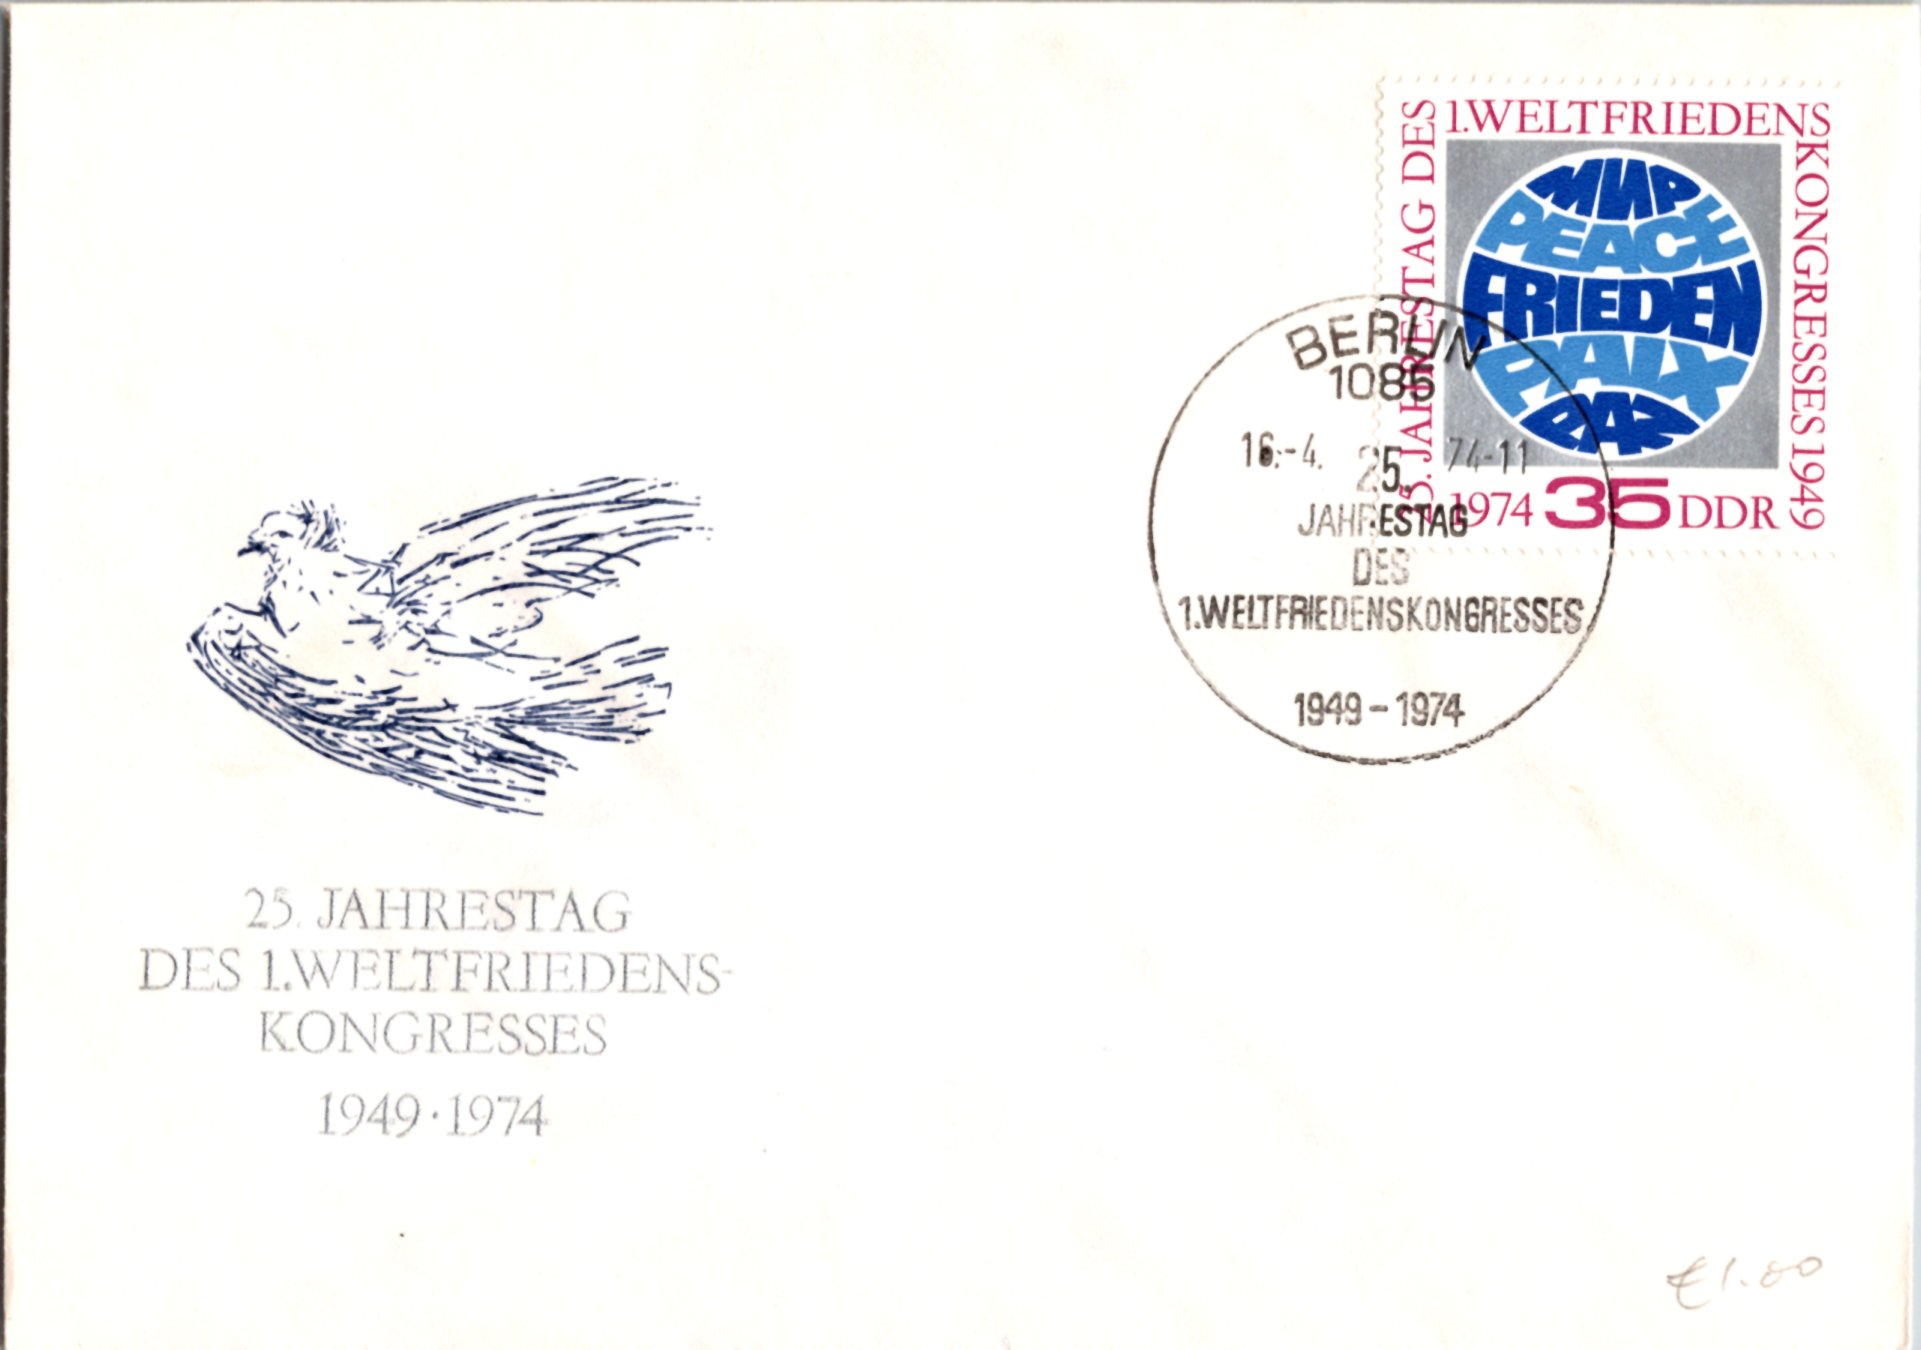 25. JAHRESTAG DES 1.WELTFRIEDENSKONGRESSES 1949
МИР
PEACE
FRIEDEN
PAIX
PAZ
1974 35 DDR
BERLIN
1085
16.-4. 74-11
25.
JAHRESTAG
DES
1.WELTFRIEDENSKONGRESSES
1949 - 1974
25. JAHRESTAG
DES 1.WELTFRIEDENS-
KONGRESSES
1949 · 1974
€1.00